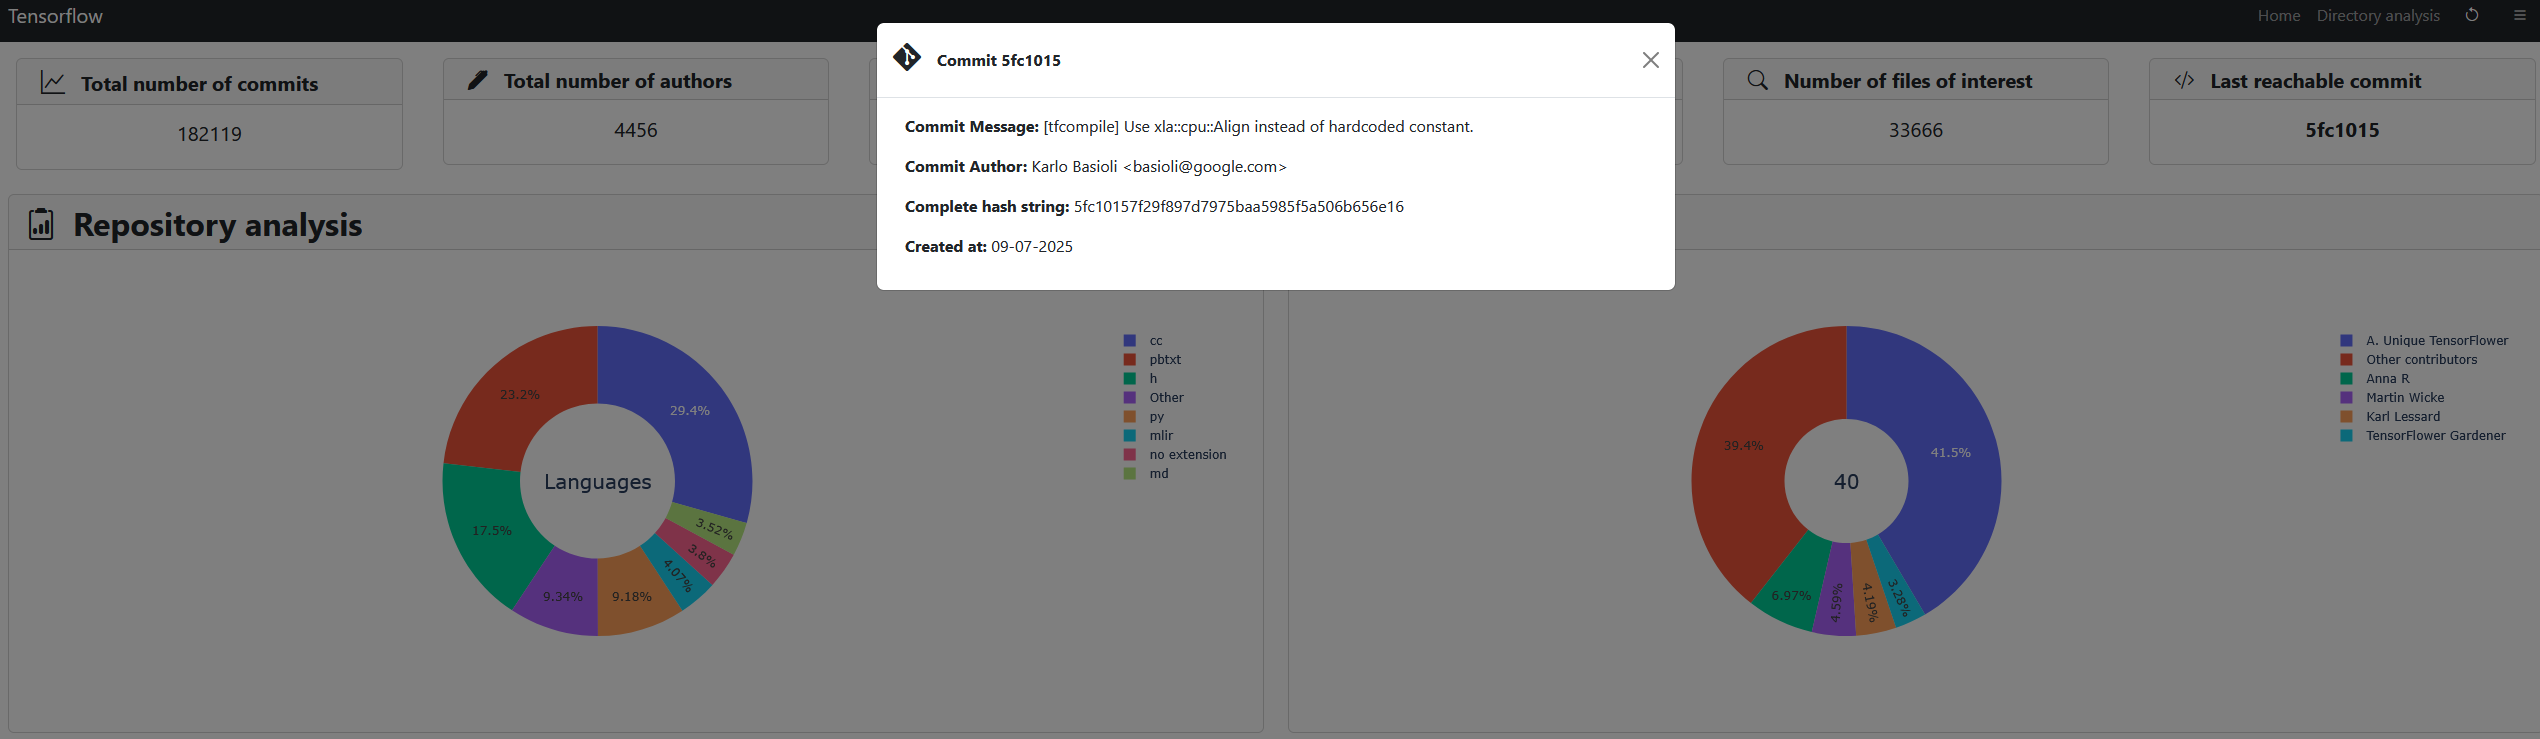 Tensorflow
Home
Directory analysis
Commit 5fc1015
Commit Message: [tfcompile] Use xla::cpu::Align instead of hardcoded constant.
Commit Author: Karlo Basioli <basioli@google.com>
Complete hash string: 5fc10157f29f897d7975baa5985f5a506b656e16
Created at: 09-07-2025
Total number of commits
182119
Total number of authors
4456
Number of files of interest
33666
Last reachable commit
5fc1015
Repository analysis
Languages
29.4%
23.2%
17.5%
9.34%
9.18%
4.07%
3.8%
3.52%
cc
pbtxt
h
Other
py
mlir
no extension
md
40
41.5%
39.4%
6.97%
4.59%
4.19%
3.28%
A. Unique TensorFlower
Other contributors
Anna R
Martin Wicke
Karl Lessard
TensorFlower Gardener